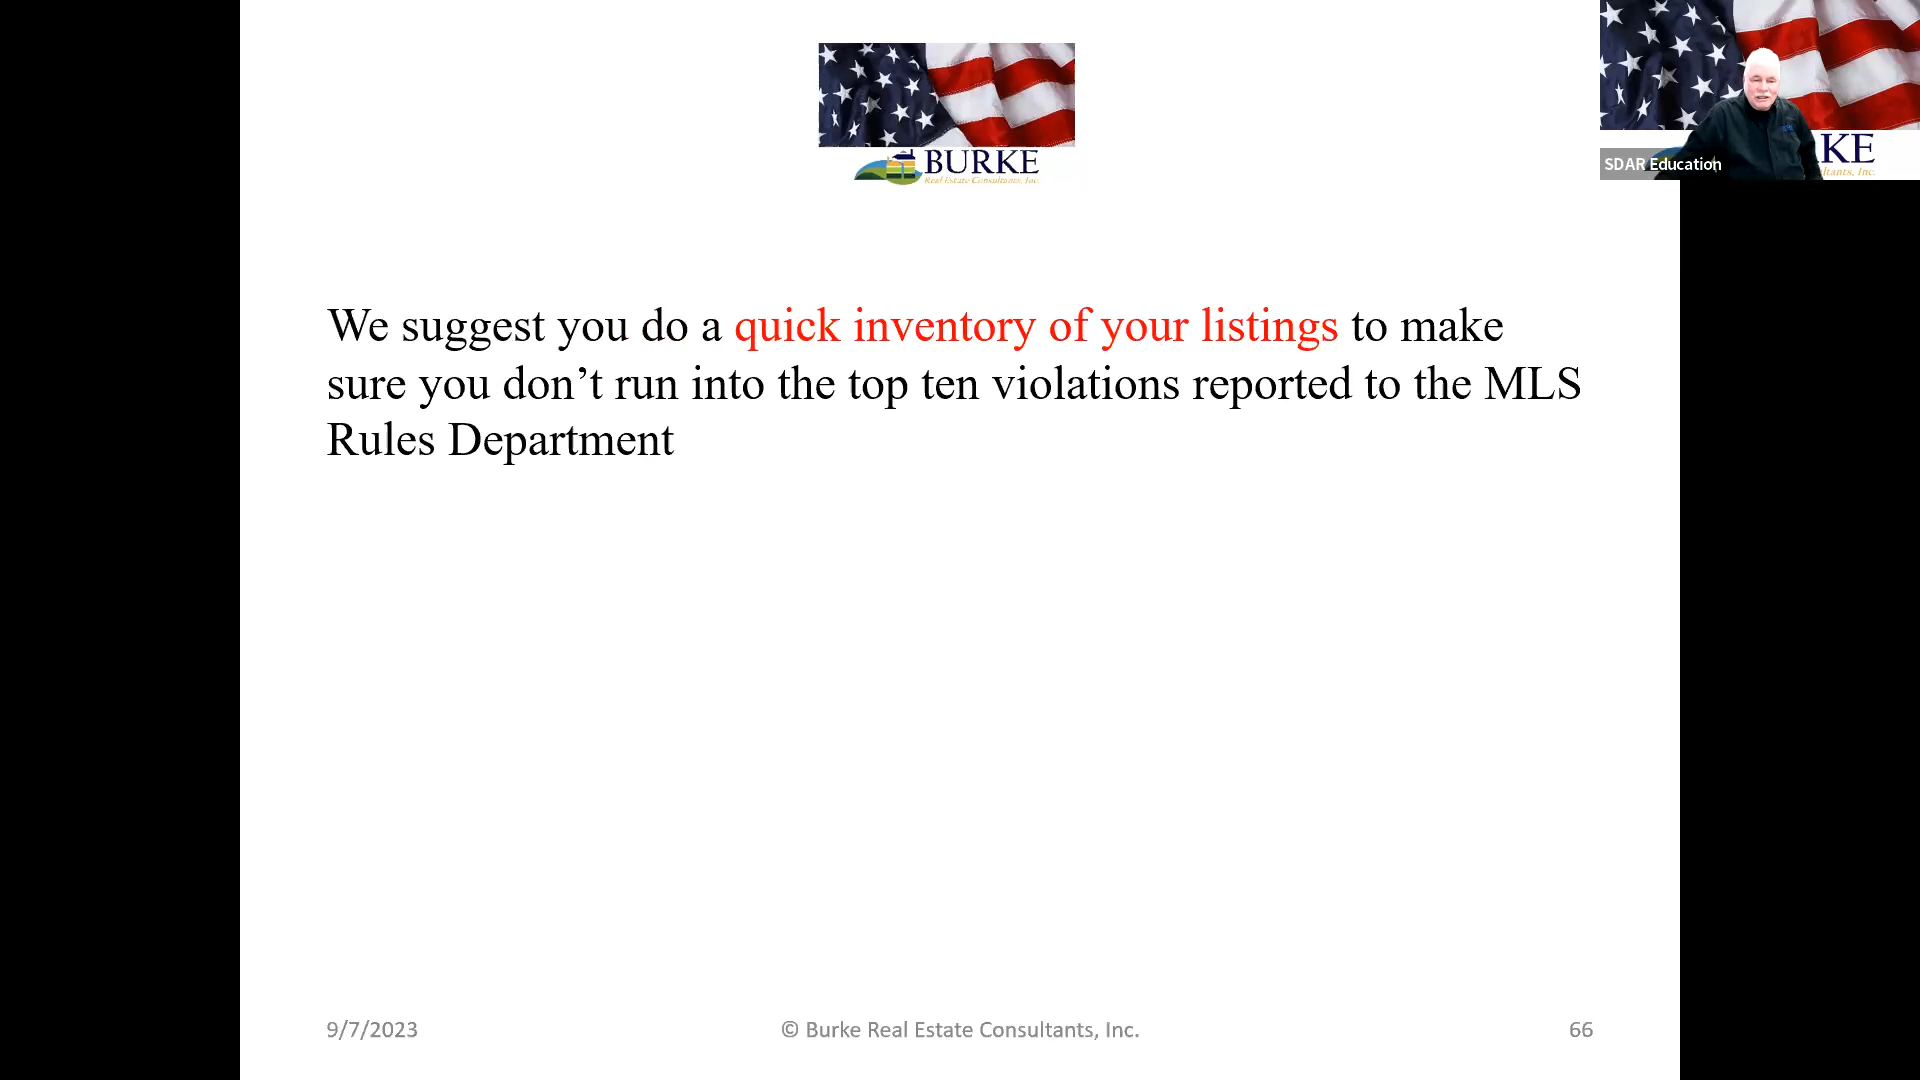 BURKE
Real Estate Consultants, Inc.
KE
ltants, Inc.
SDAR Education
We suggest you do a quick inventory of your listings to make
sure you don’t run into the top ten violations reported to the MLS
Rules Department
9/7/2023
© Burke Real Estate Consultants, Inc.
66